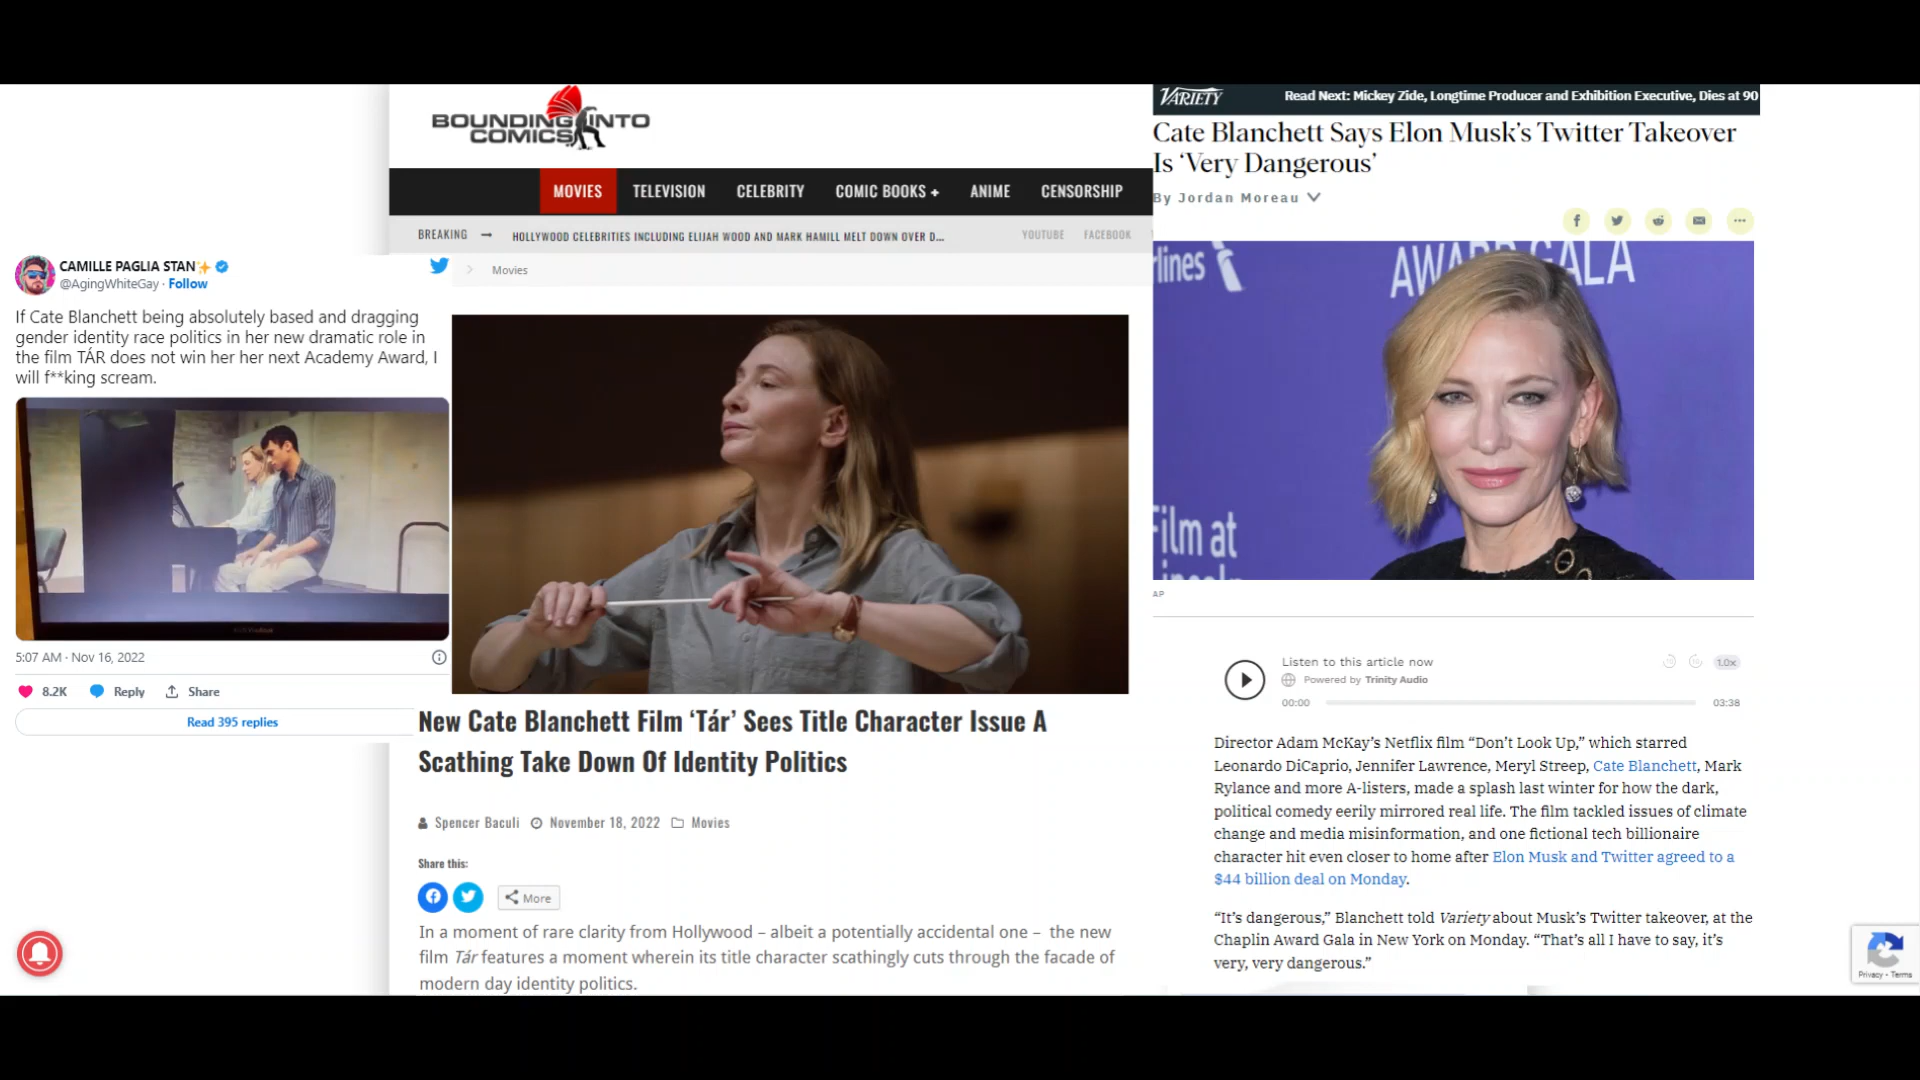 CAMILLE PAGLIA STAN✨
@AgingWhiteGay · Follow
If Cate Blanchett being absolutely based and dragging
gender identity race politics in her new dramatic role in
the film TÁR does not win her her next Academy Award, I
will f**king scream.
5:07 AM · Nov 16, 2022
8.2K Reply Share
Read 395 replies
BOUNDING INTO
COMICS
MOVIES TELEVISION CELEBRITY COMIC BOOKS + ANIME CENSORSHIP
BREAKING → HOLLYWOOD CELEBRITIES INCLUDING ELIJAH WOOD AND MARK HAMILL MELT DOWN OVER D... YOUTUBE FACEBOOK
Movies
New Cate Blanchett Film ‘Tár’ Sees Title Character Issue A
Scathing Take Down Of Identity Politics
Spencer Baculi November 18, 2022 Movies
Share this:
More
In a moment of rare clarity from Hollywood – albeit a potentially accidental one – the new
film Tár features a moment wherein its title character scathingly cuts through the facade of
modern day identity politics.
VARIETY Read Next: Mickey Zide, Longtime Producer and Exhibition Executive, Dies at 90
Cate Blanchett Says Elon Musk’s Twitter Takeover
Is ‘Very Dangerous’
By Jordan Moreau
rlines AWARD GALA
Film at
AP
Listen to this article now
1.0x
Powered by Trinity Audio
00:00 03:38
Director Adam McKay’s Netflix film “Don’t Look Up,” which starred
Leonardo DiCaprio, Jennifer Lawrence, Meryl Streep, Cate Blanchett, Mark
Rylance and more A-listers, made a splash last winter for how the dark,
political comedy eerily mirrored real life. The film tackled issues of climate
change and media misinformation, and one fictional tech billionaire
character hit even closer to home after Elon Musk and Twitter agreed to a
$44 billion deal on Monday.
“It’s dangerous,” Blanchett told Variety about Musk’s Twitter takeover, at the
Chaplin Award Gala in New York on Monday. “That’s all I have to say, it’s
very, very dangerous.”
Privacy - Terms